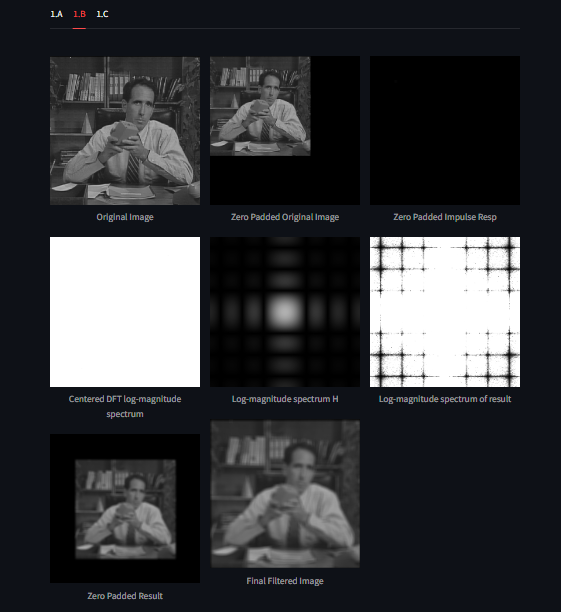 1.A 1.B 1.C
Original Image
Zero Padded Original Image
Zero Padded Impulse Resp
Centered DFT log-magnitude
spectrum
Log-magnitude spectrum H
Log-magnitude spectrum of result
Zero Padded Result
Final Filtered Image